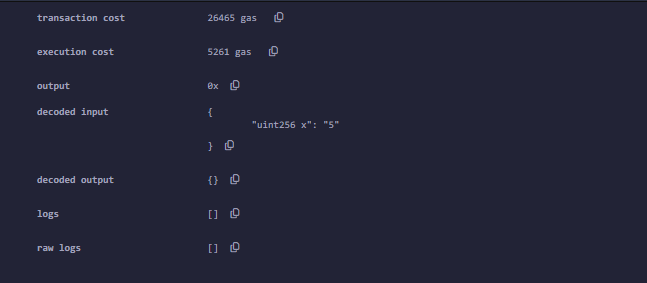 transaction cost 26465 gas
execution cost 5261 gas
output 0x
decoded input {
"uint256 x": "5"
}
decoded output {}
logs []
raw logs []